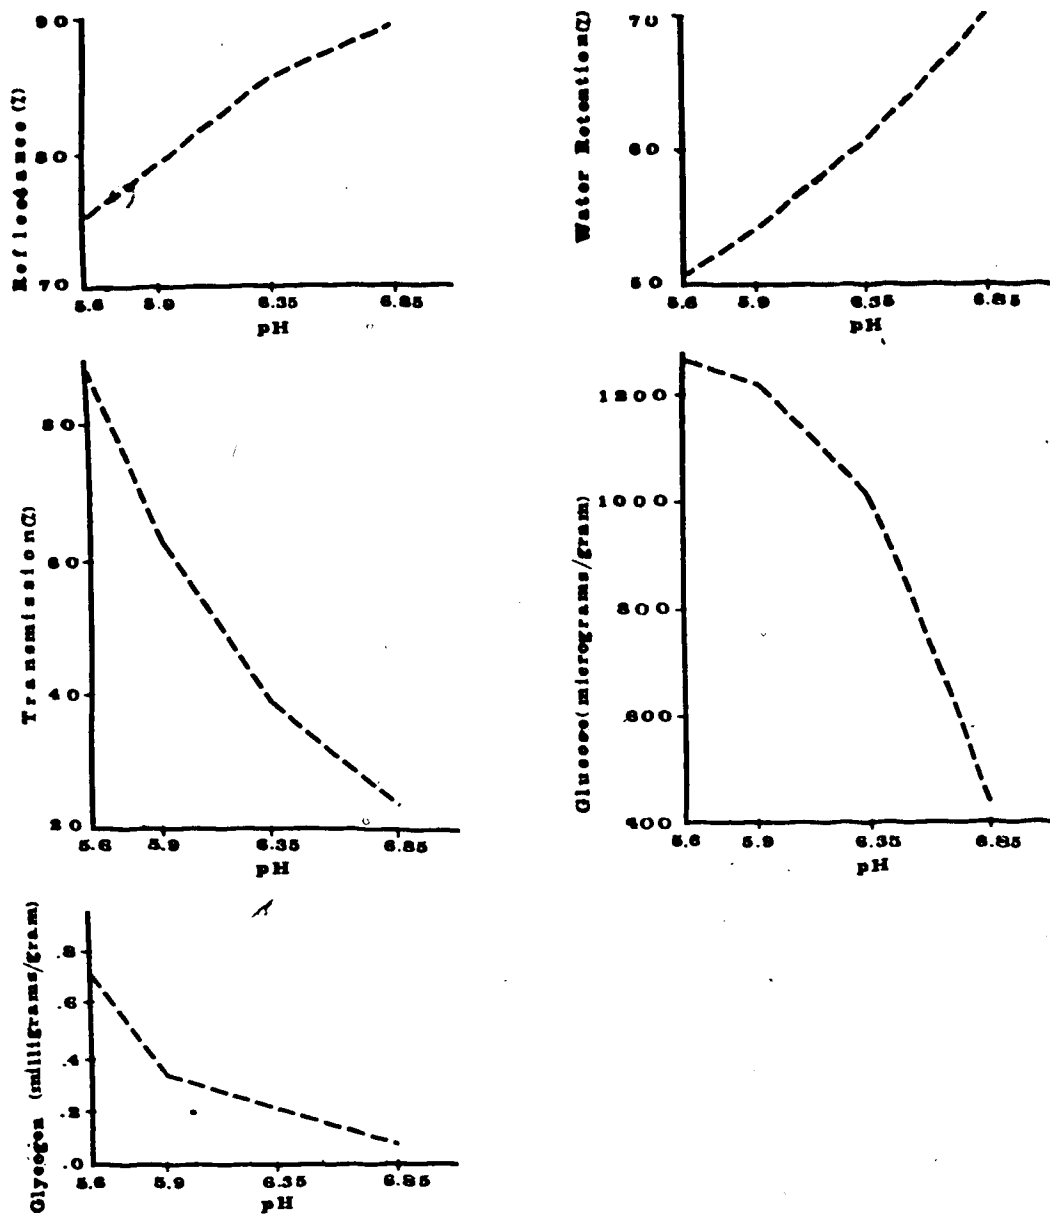 Reflectance (%)
90
80
70
5.6 5.9 6.35 6.85
pH
Water Retention (%)
70
60
50
5.6 5.9 6.35 6.85
pH
Transmission (%)
80
60
40
20
5.6 5.9 6.35 6.85
pH
Glucose (micrograms/gram)
1200
1000
800
600
400
5.6 5.9 6.35 6.85
pH
Glycogen (milligrams/gram)
.8
.6
.4
.2
.0
5.6 5.9 6.35 6.85
pH